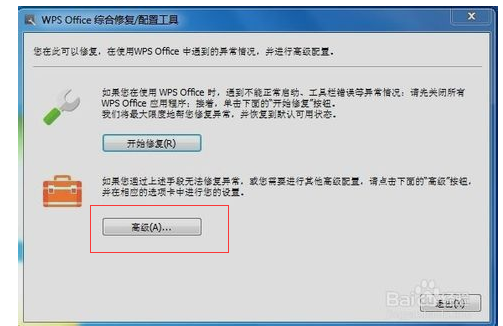 WPS Office 综合修复/配置工具
您在此可以修复，在使用WPS Office 中遇到的异常情况，并进行高级配置。
如果您在使用 WPS Office 时，遇到不能正常启动、工具栏错误等异常情况：请先关闭所有
WPS Office 应用程序；接着，单击下面的"开始修复"按钮。
我们将最大限度地帮您修复异常，并恢复到默认可用状态。
开始修复(R)
如果您通过上述手段无法修复异常，或您需要进行其他高级配置，请点击下面的"高级"按钮，
并在相应的选项卡中进行您的设置。
高级(A)...
Baidu经验
退出(X)